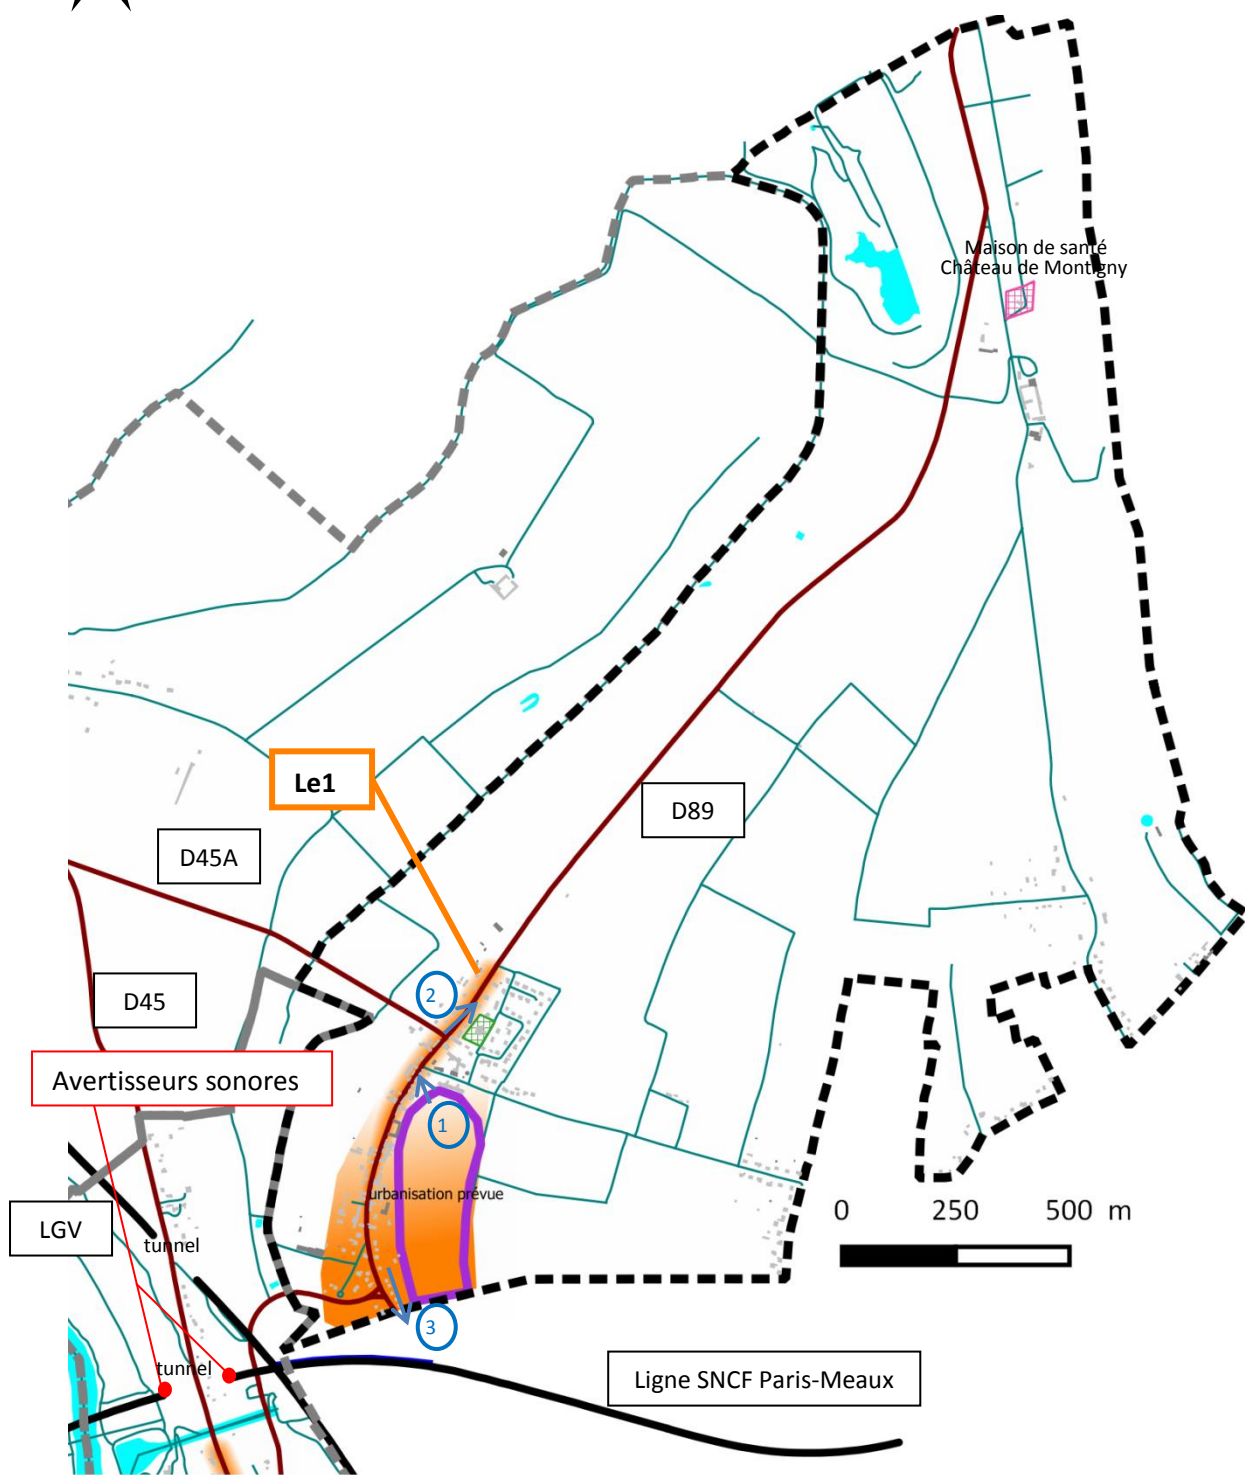 Maison de santé
Château de Montigny
Le1
D89
D45A
2
D45
Avertisseurs sonores
1
urbanisation prévue
0 250 500 m
LGV
tunnel
3
tunnel
Ligne SNCF Paris-Meaux